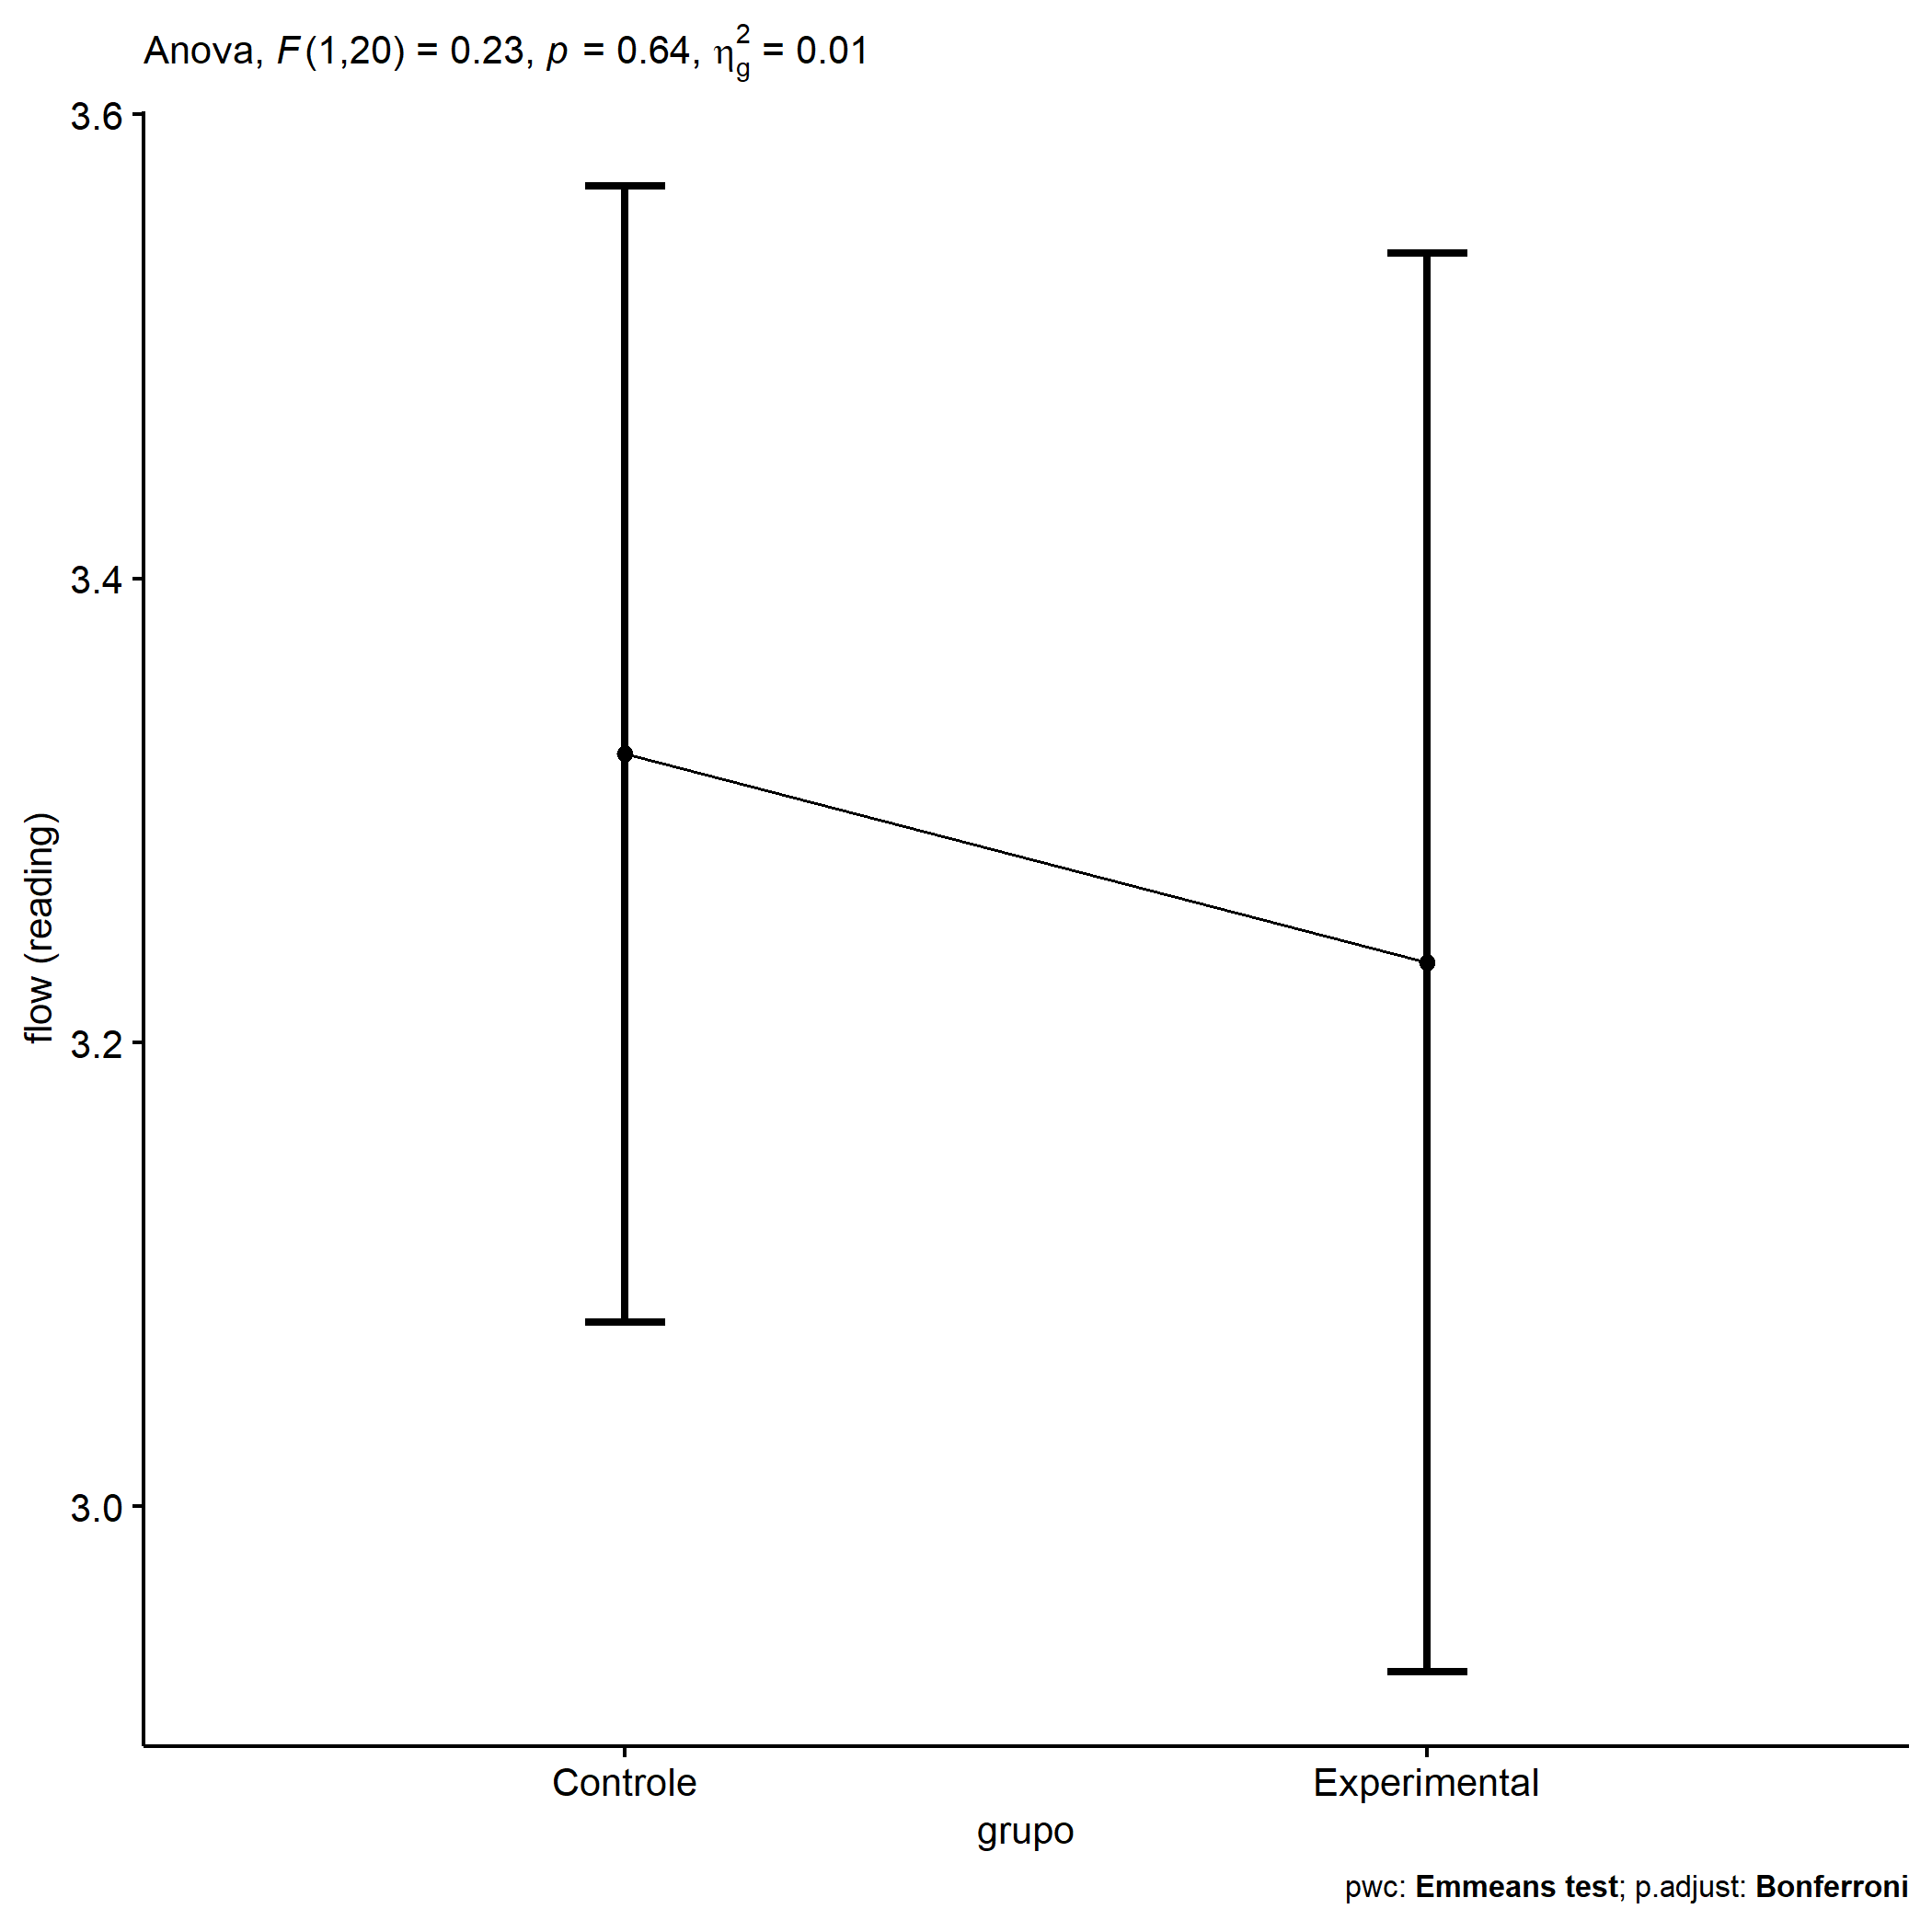 Anova, F(1,20) = 0.23, p = 0.64, η²g = 0.01
3.6
3.4
3.2
3.0
flow (reading)
Controle
Experimental
grupo
pwc: Emmeans test; p.adjust: Bonferroni